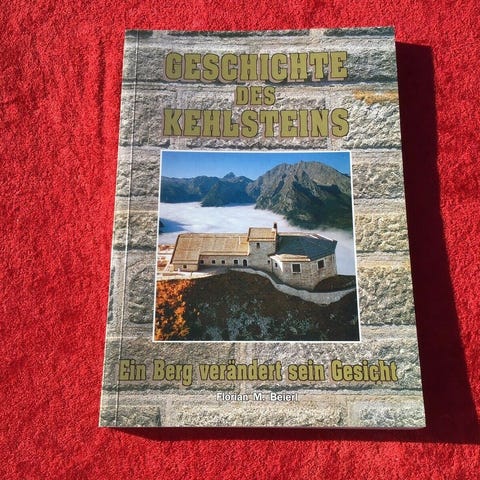 GESCHICHTE
DES
KEHLSTEINS
Ein Berg verändert sein Gesicht
Florian M. Beierl